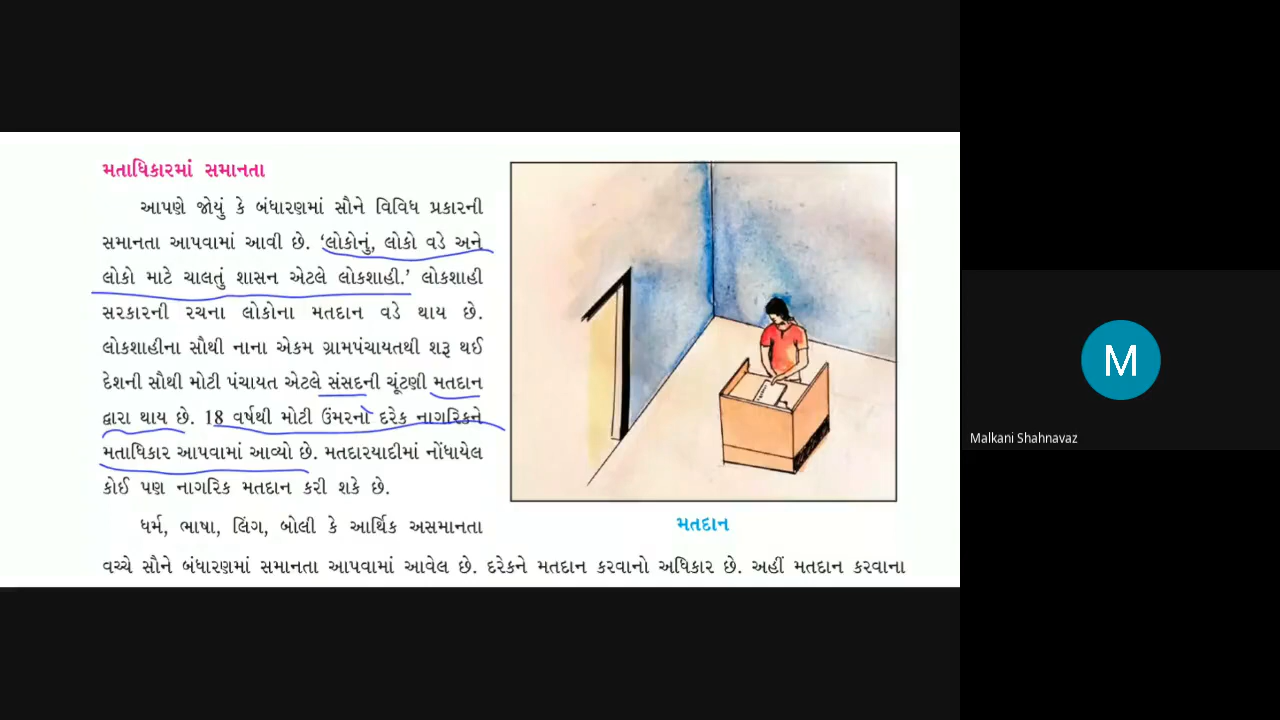 મતાધિકારમાં સમાનતા
આપણે જોયું કે બંધારણમાં સૌને વિવિધ પ્રકારની
સમાનતા આપવામાં આવી છે. ‘લોકોનું, લોકો વડે અને
લોકો માટે ચાલતું શાસન એટલે લોકશાહી.’ લોકશાહી
સરકારની રચના લોકોના મતદાન વડે થાય છે.
લોકશાહીના સૌથી નાના એકમ ગ્રામપંચાયતથી શરૂ થઈ
દેશની સૌથી મોટી પંચાયત એટલે સંસદની ચૂંટણી મતદાન
દ્વારા થાય છે. 18 વર્ષથી મોટી ઉંમરનાં દરેક નાગરિકને
મતાધિકાર આપવામાં આવ્યો છે. મતદારયાદીમાં નોંધાયેલ
કોઈ પણ નાગરિક મતદાન કરી શકે છે.
ધર્મ, ભાષા, લિંગ, બોલી કે આર્થિક અસમાનતા
વચ્ચે સૌને બંધારણમાં સમાનતા આપવામાં આવેલ છે. દરેકને મતદાન કરવાનો અધિકાર છે. અહીં મતદાન કરવાના
મતદાન
M
Malkani Shahnavaz